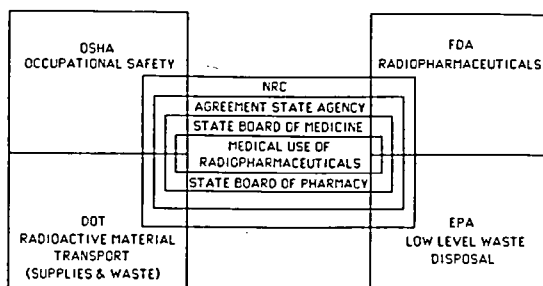 OSHA
OCCUPATIONAL SAFETY
FDA
RADIOPHARMACEUTICALS
NRC
AGREEMENT STATE AGENCY
STATE BOARD OF MEDICINE
MEDICAL USE OF
RADIOPHARMACEUTICALS
STATE BOARD OF PHARMACY
DOT
RADIOACTIVE MATERIAL
TRANSPORT
(SUPPLIES & WASTE)
EPA
LOW LEVEL WASTE
DISPOSAL